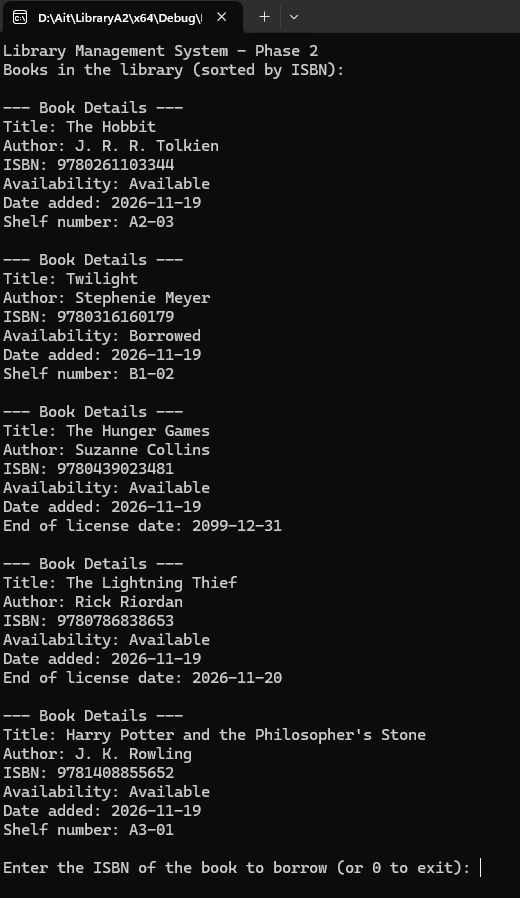 D:\Ait\LibraryA2\x64\Debug\
Library Management System - Phase 2
Books in the library (sorted by ISBN):
--- Book Details ---
Title: The Hobbit
Author: J. R. R. Tolkien
ISBN: 9780261103344
Availability: Available
Date added: 2026-11-19
Shelf number: A2-03
--- Book Details ---
Title: Twilight
Author: Stephenie Meyer
ISBN: 9780316160179
Availability: Borrowed
Date added: 2026-11-19
Shelf number: B1-02
--- Book Details ---
Title: The Hunger Games
Author: Suzanne Collins
ISBN: 9780439023481
Availability: Available
Date added: 2026-11-19
End of license date: 2099-12-31
--- Book Details ---
Title: The Lightning Thief
Author: Rick Riordan
ISBN: 9780786838653
Availability: Available
Date added: 2026-11-19
End of license date: 2026-11-20
--- Book Details ---
Title: Harry Potter and the Philosopher's Stone
Author: J. K. Rowling
ISBN: 9781408855652
Availability: Available
Date added: 2026-11-19
Shelf number: A3-01
Enter the ISBN of the book to borrow (or 0 to exit):